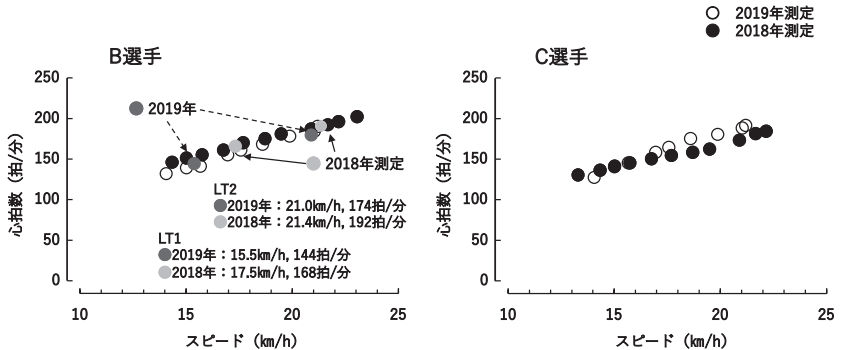 2019年測定
2018年測定
B選手
C選手
250
200
150
100
50
0
心拍数（拍/分）
2019年
2018年測定
LT2
2019年：21.0km/h, 174拍/分
2018年：21.4km/h, 192拍/分
LT1
2019年：15.5km/h, 144拍/分
2018年：17.5km/h, 168拍/分
10 15 20 25
スピード（km/h）
250
200
150
100
50
0
心拍数（拍/分）
10 15 20 25
スピード（km/h）